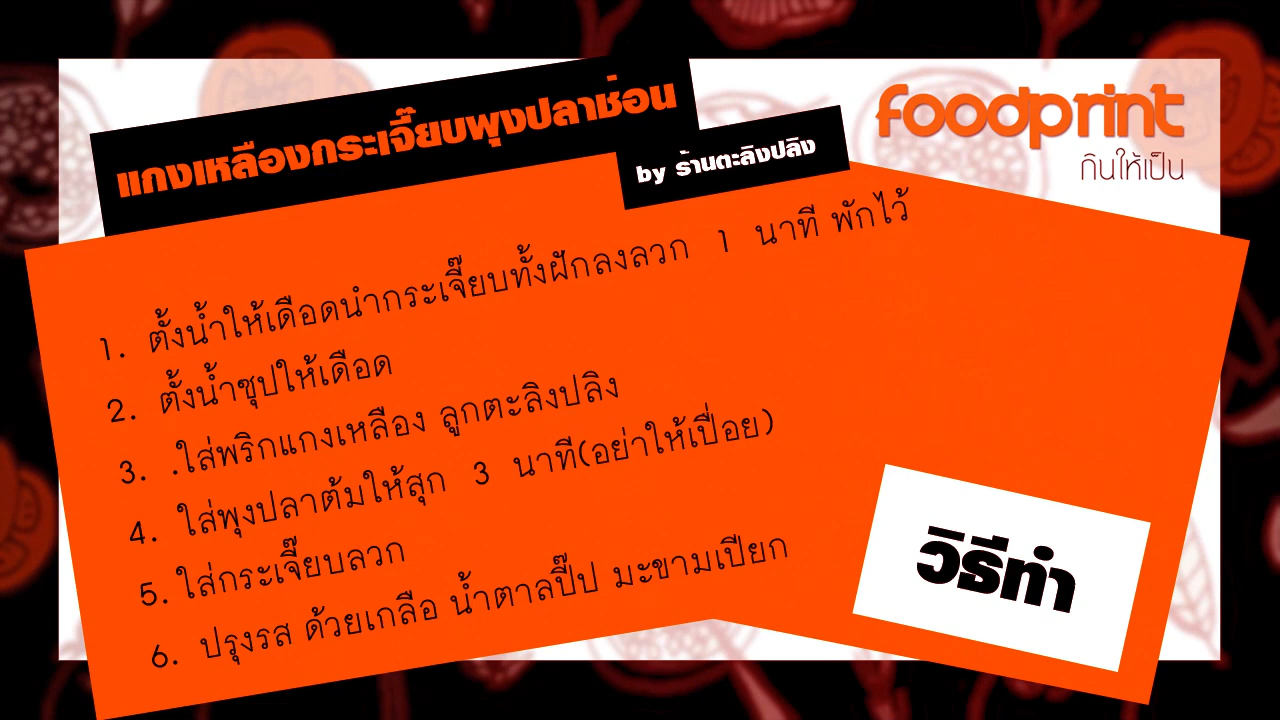 แกงเหลืองกระเจี๊ยบพุงปลาช่อน
by ร้านตะลิงปลิง
foodprint
กินให้เป็น
1. ตั้งน้ำให้เดือดนำกระเจี๊ยบทั้งฝักลงลวก 1 นาที พักไว้
2. ตั้งน้ำซุปให้เดือด
3. .ใส่พริกแกงเหลือง ลูกตะลิงปลิง
4. ใส่พุงปลาต้มให้สุก 3 นาที(อย่าให้เปื่อย)
5. ใส่กระเจี๊ยบลวก
6. ปรุงรส ด้วยเกลือ น้ำตาลปี๊ป มะขามเปียก
วิธีทำ